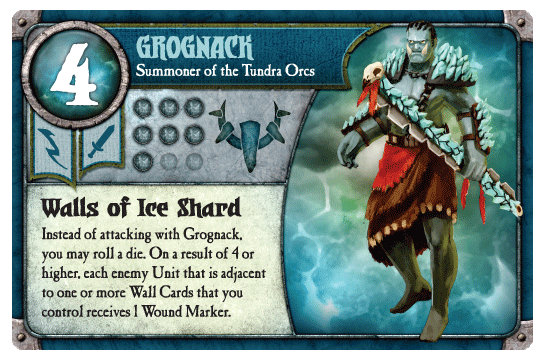 4
GROGNACK
Summoner of the Tundra Orcs
Walls of Ice Shard
Instead of attacking with Grognack,
you may roll a die. On a result of 4 or
higher, each enemy Unit that is adjacent
to one or more Wall Cards that you
control receives 1 Wound Marker.